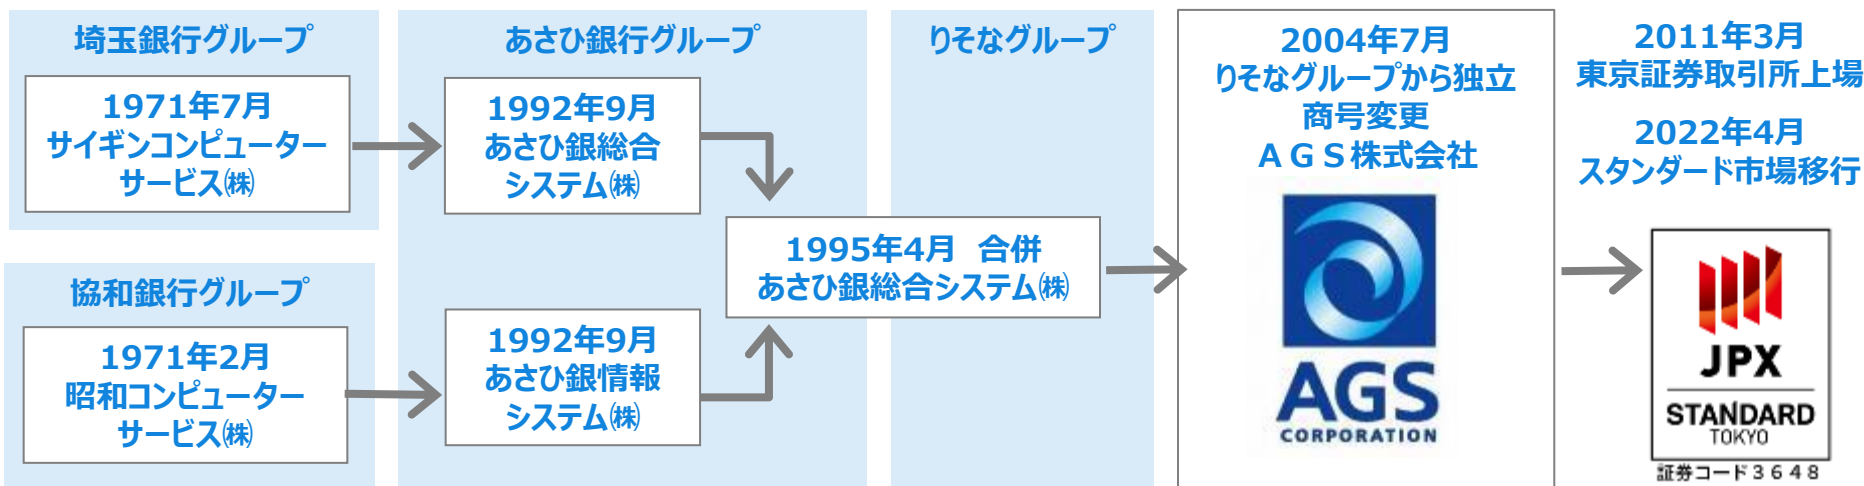 埼玉銀行グループ
1971年7月
サイギンコンピューター
サービス㈱
協和銀行グループ
1971年2月
昭和コンピューター
サービス㈱
あさひ銀行グループ
1992年9月
あさひ銀総合
システム㈱
1992年9月
あさひ銀情報
システム㈱
りそなグループ
1995年4月　合併
あさひ銀総合システム㈱
2004年7月
りそなグループから独立
商号変更
ＡＧＳ株式会社
AGS
CORPORATION
2011年3月
東京証券取引所上場
2022年4月
スタンダード市場移行
JPX
STANDARD
TOKYO
証券コード３６４８